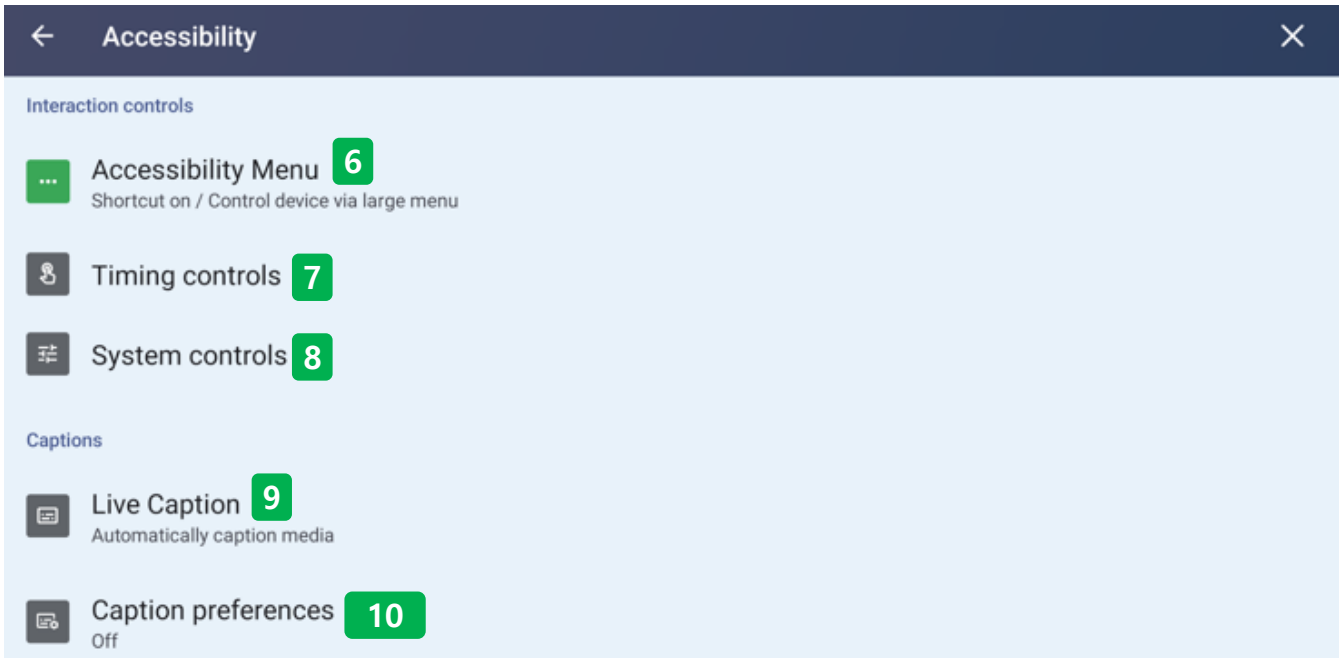 Accessibility
Interaction controls
Accessibility Menu 6
Shortcut on / Control device via large menu
Timing controls 7
System controls 8
Captions
Live Caption 9
Automatically caption media
Caption preferences 10
Off